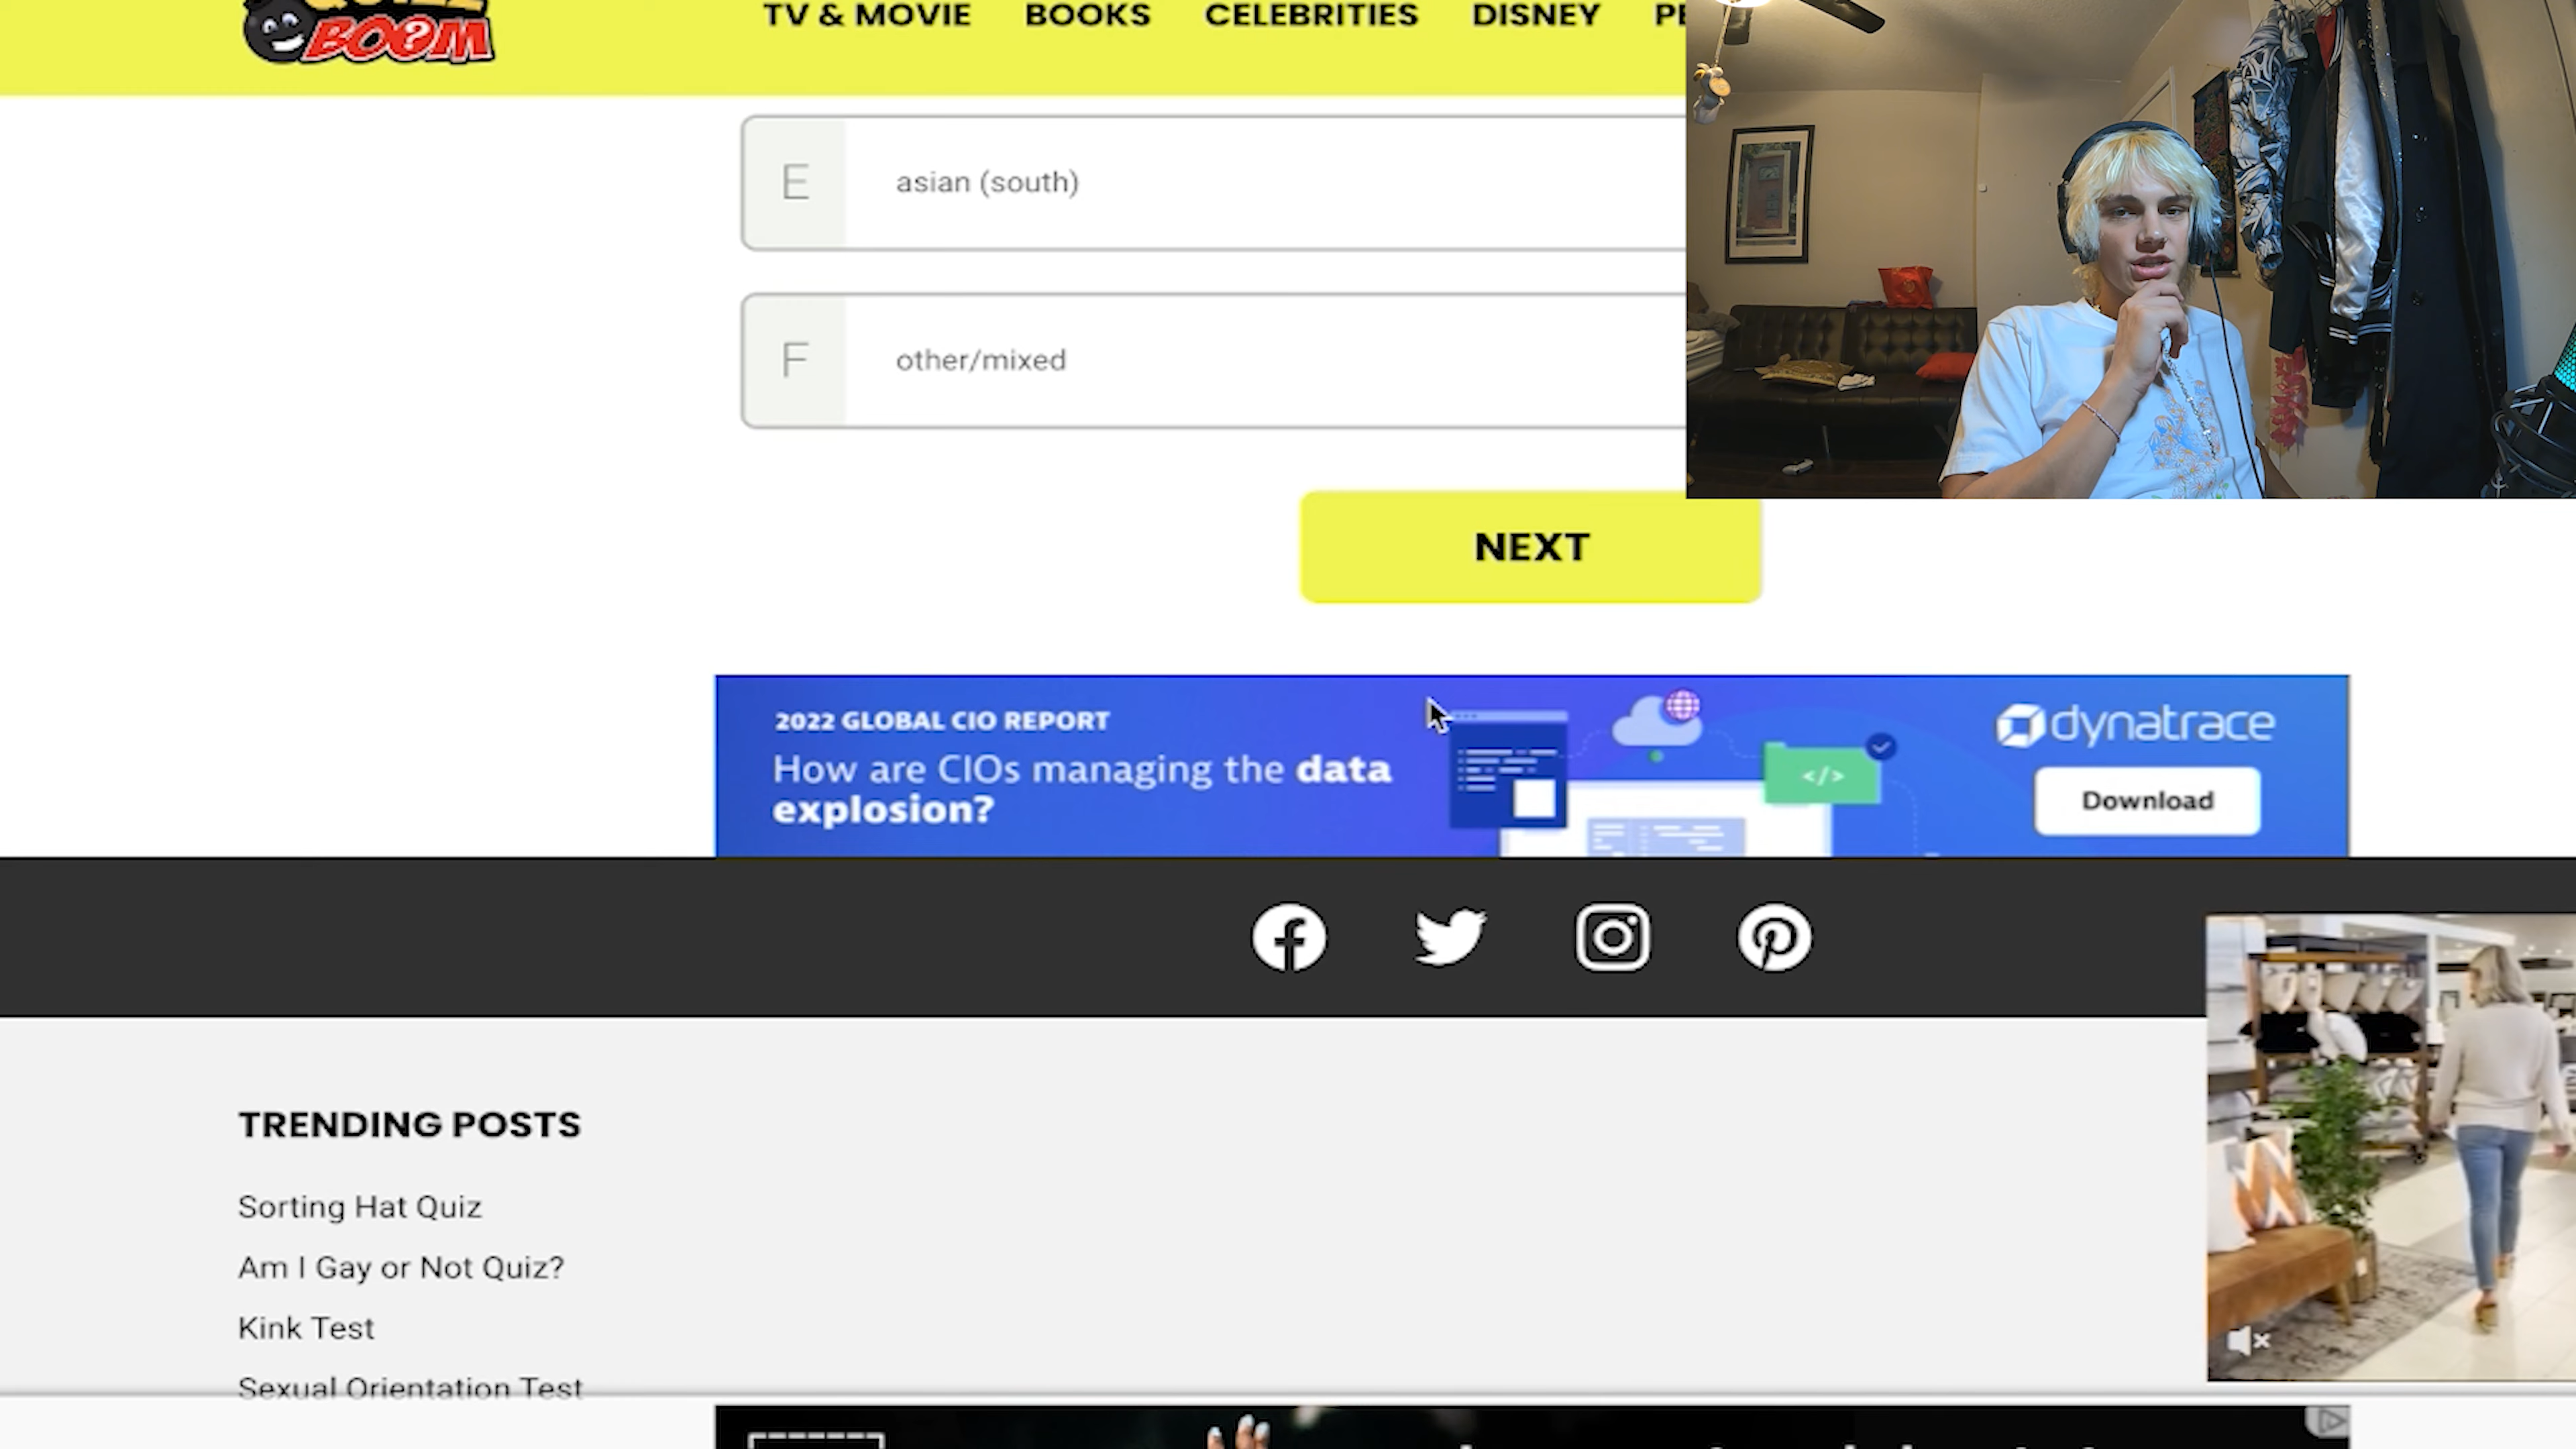 BOOM
TV & MOVIE BOOKS CELEBRITIES DISNEY
E asian (south)
F other/mixed
NEXT
2022 GLOBAL CIO REPORT
How are CIOs managing the data
explosion?
</>
dynatrace
Download
TRENDING POSTS
Sorting Hat Quiz
Am I Gay or Not Quiz?
Kink Test
Sexual Orientation Test